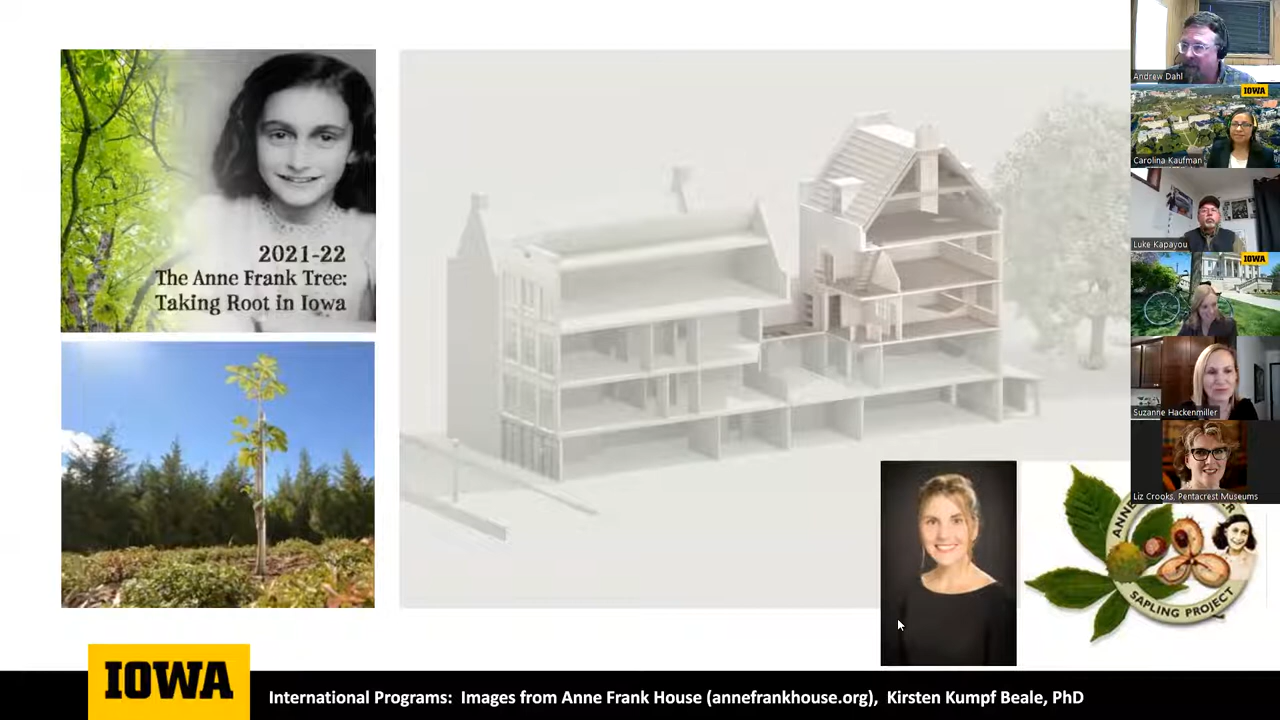 2021-22
The Anne Frank Tree:
Taking Root in Iowa
Andrew Dahl
IOWA
Carolina Kaufman
Luke Kapayou
IOWA
Suzanne Hackenmiller
Liz Crooks, Pentacrest Museums
ANNE
SAPLING PROJECT
IOWA
International Programs: Images from Anne Frank House (annefrankhouse.org), Kirsten Kumpf Beale, PhD